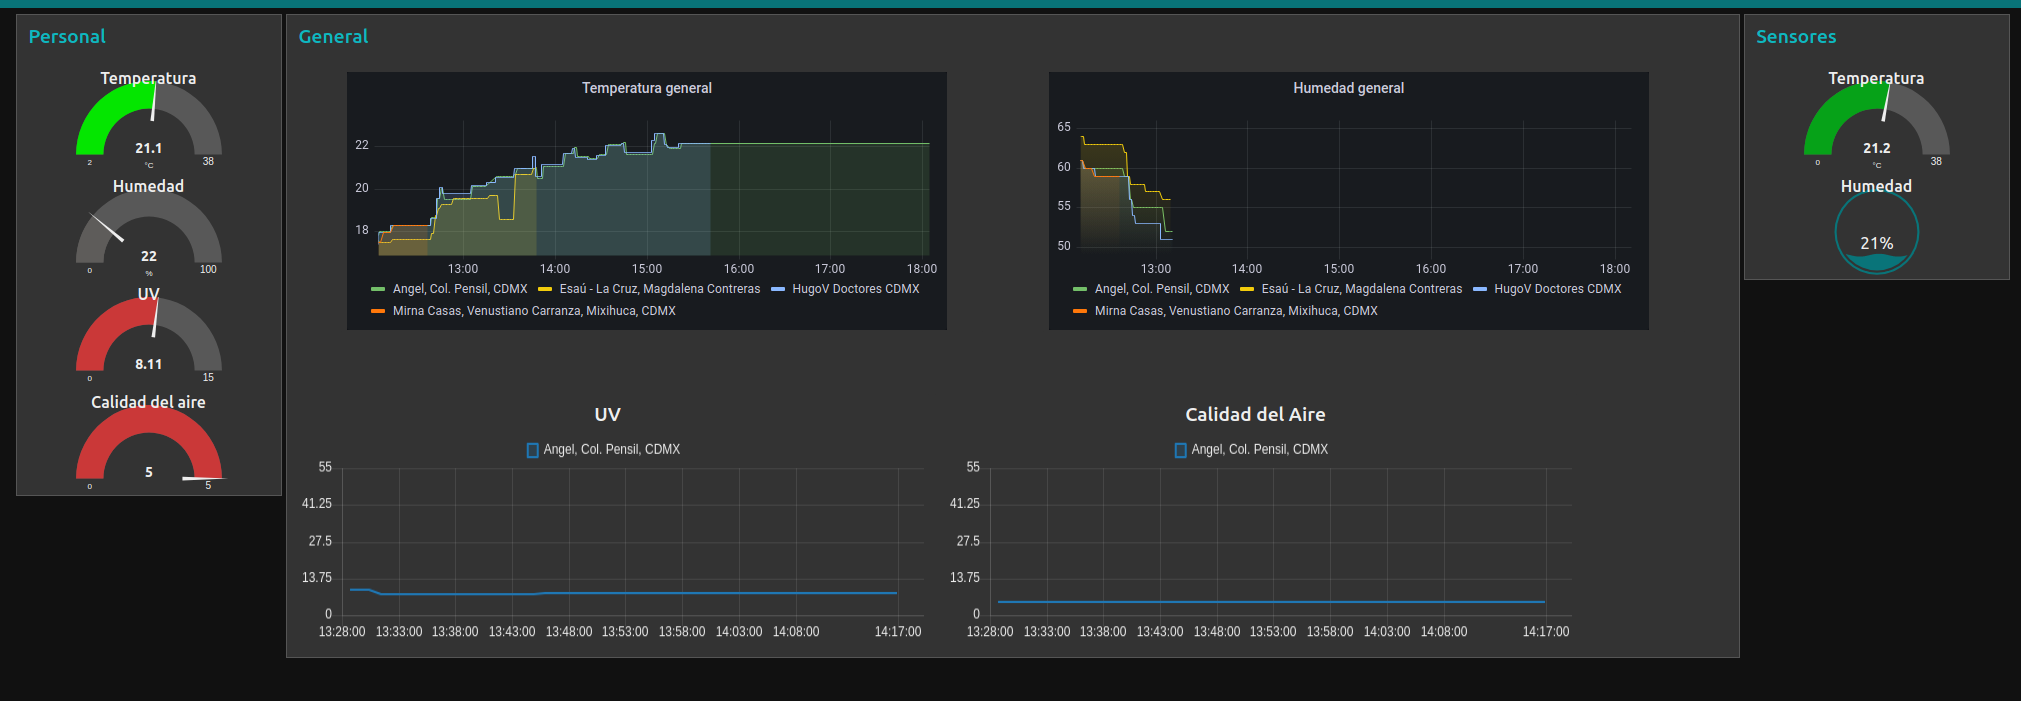 Personal
Temperatura
21.1
°C
2
38
Humedad
22
%
0
100
UV
8.11
0
15
Calidad del aire
5
0
5
General
Temperatura general
22
20
18
13:00 14:00 15:00 16:00 17:00 18:00
Angel, Col. Pensil, CDMX Esaú - La Cruz, Magdalena Contreras HugoV Doctores CDMX
Mirna Casas, Venustiano Carranza, Mixihuca, CDMX
Humedad general
65
60
55
50
13:00 14:00 15:00 16:00 17:00 18:00
Angel, Col. Pensil, CDMX Esaú - La Cruz, Magdalena Contreras HugoV Doctores CDMX
Mirna Casas, Venustiano Carranza, Mixihuca, CDMX
UV
Angel, Col. Pensil, CDMX
55
41.25
27.5
13.75
0
13:28:00 13:33:00 13:38:00 13:43:00 13:48:00 13:53:00 13:58:00 14:03:00 14:08:00 14:17:00
Calidad del Aire
Angel, Col. Pensil, CDMX
55
41.25
27.5
13.75
0
13:28:00 13:33:00 13:38:00 13:43:00 13:48:00 13:53:00 13:58:00 14:03:00 14:08:00 14:17:00
Sensores
Temperatura
21.2
°C
0
38
Humedad
21%